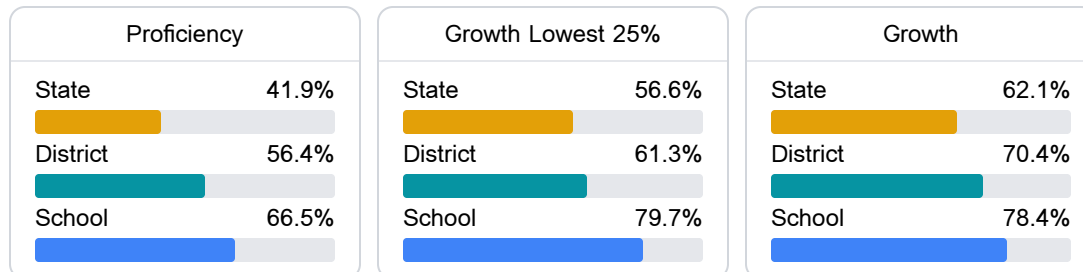 Proficiency
State 41.9%
District 56.4%
School 66.5%
Growth Lowest 25%
State 56.6%
District 61.3%
School 79.7%
Growth
State 62.1%
District 70.4%
School 78.4%